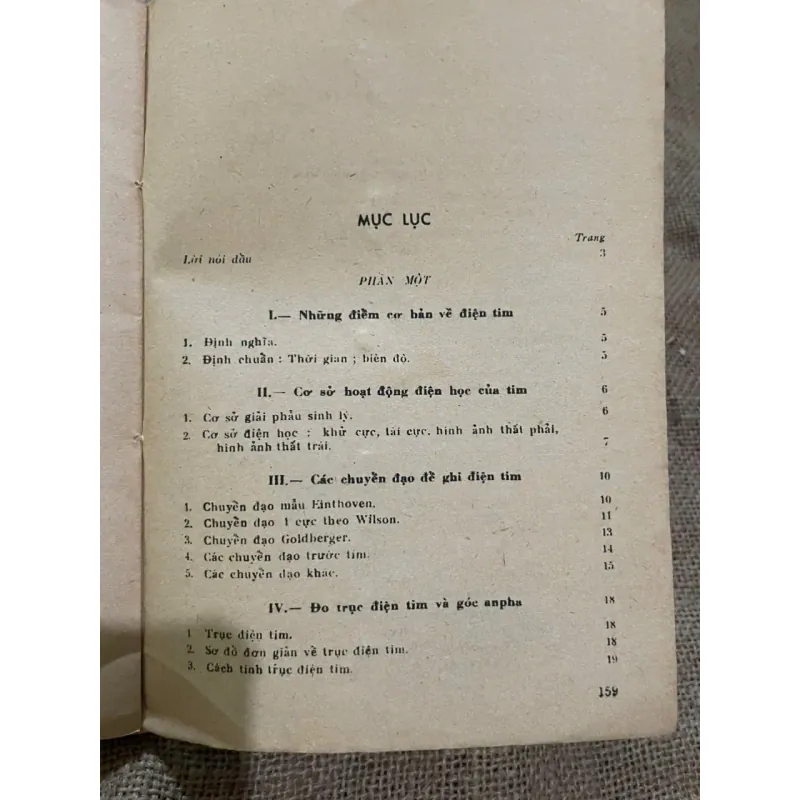 MỤC LỤC
Trang
Lời nói đầu 3
PHẦN MỘT
I.— Những điểm cơ bản về điện tim 5
1. Định nghĩa. 5
2. Định chuẩn : Thời gian ; biên độ. 5
II.— Cơ sở hoạt động điện học của tim 6
1. Cơ sở giải phẫu sinh lý. 6
2. Cơ sở điện học : khử cực, tái cực. hình ảnh thất phải,
hình ảnh thất trái. 7
III.— Các chuyển đạo để ghi điện tim 10
1. Chuyển đạo mẫu Einthoven. 10
2. Chuyển đạo 1 cực theo Wilson. 11
3. Chuyển đạo Goldberger. 13
4. Các chuyển đạo trước tim. 14
5. Các chuyển đạo khác. 15
IV.— Đo trục điện tim và góc anpha 18
1 Trục điện tim. 18
2. Sơ đồ đơn giản về trục điện tim. 18
3. Cách tính trục điện tim. 19
159